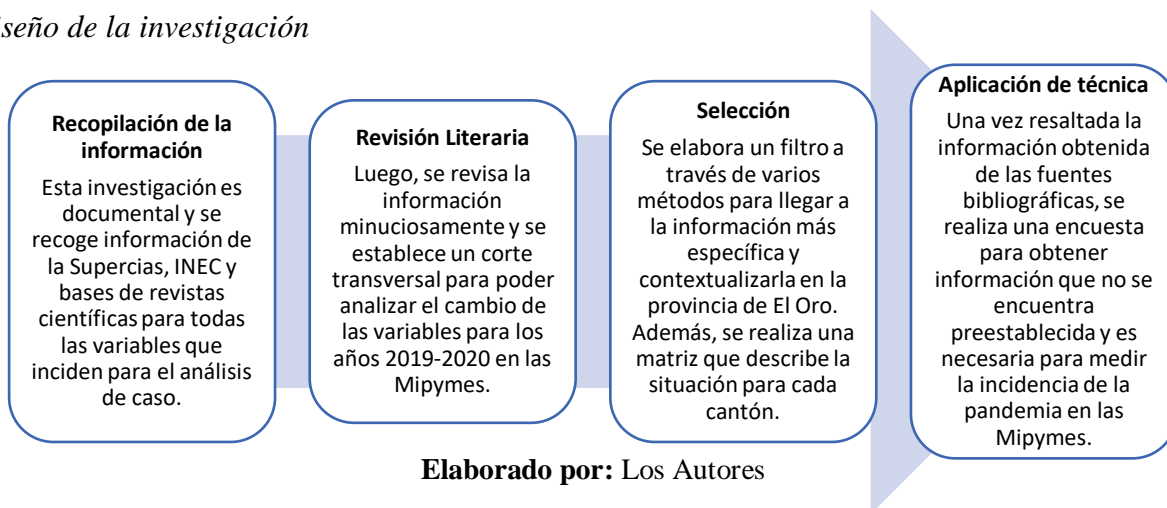 seño de la investigación
Recopilación de la
información
Esta investigación es
documental y se
recoge información de
la Supercias, INEC y
bases de revistas
científicas para todas
las variables que
inciden para el análisis
de caso.
Revisión Literaria
Luego, se revisa la
información
minuciosamente y se
establece un corte
transversal para poder
analizar el cambio de
las variables para los
años 2019-2020 en las
Mipymes.
Selección
Se elabora un filtro a
través de varios
métodos para llegar a
la información más
específica y
contextualizarla en la
provincia de El Oro.
Además, se realiza una
matriz que describe la
situación para cada
cantón.
Aplicación de técnica
Una vez resaltada la
información obtenida
de las fuentes
bibliográficas, se
realiza una encuesta
para obtener
información que no se
encuentra
preestablecida y es
necesaria para medir
la incidencia de la
pandemia en las
Mipymes.
Elaborado por: Los Autores